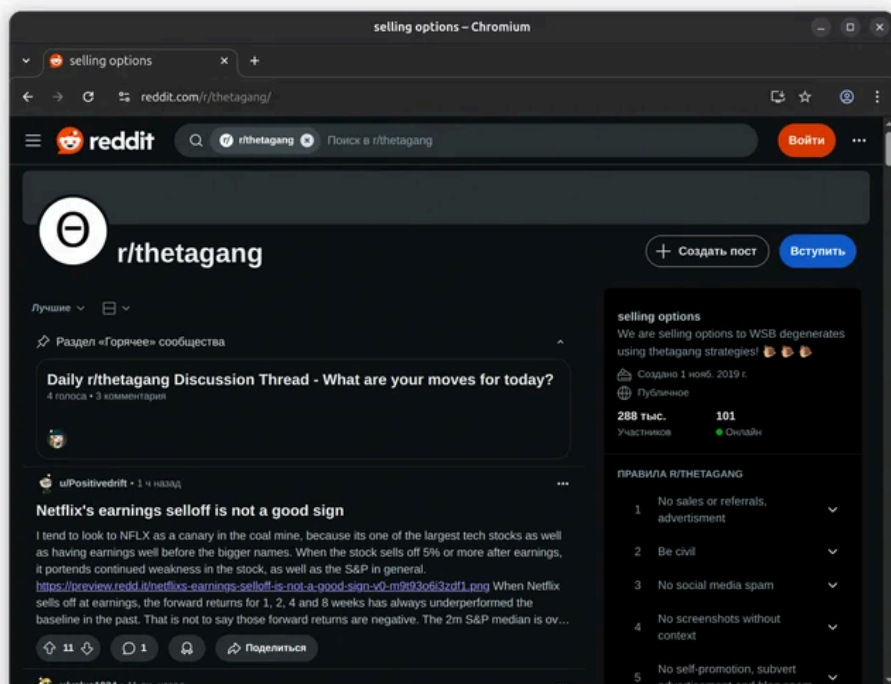 selling options – Chromium
selling options
reddit.com/r/thetagang/
reddit
r/thetagang
Поиск в r/thetagang
Войти
Θ
r/thetagang
Создать пост
Вступить
Лучшие
Раздел «Горячее» сообщества
Daily r/thetagang Discussion Thread - What are your moves for today?
4 голоса • 3 комментария
u/Positivedrift • 1 ч назад
Netflix's earnings selloff is not a good sign
I tend to look to NFLX as a canary in the coal mine, because its one of the largest tech stocks as well
as having earnings well before the bigger names. When the stock sells off 5% or more after earnings,
it portends continued weakness in the stock, as well as the S&P in general.
https://preview.redd.it/netflixs-earnings-selloff-is-not-a-good-sign-v0-m9t93o6i3zdf1.png When Netflix
sells off at earnings, the forward returns for 1, 2, 4 and 8 weeks has always underperformed the
baseline in the past. That is not to say those forward returns are negative. The 2m S&P median is ov...
11
1
Поделиться
selling options
We are selling options to WSB degenerates
using thetagang strategies!
Создано 1 нояб. 2019 г.
Публичное
288 тыс.
101
Участников
Онлайн
ПРАВИЛА R/THETAGANG
1 No sales or referrals,
advertisment
2 Be civil
3 No social media spam
4 No screenshots without
context
5 No self-promotion, subvert